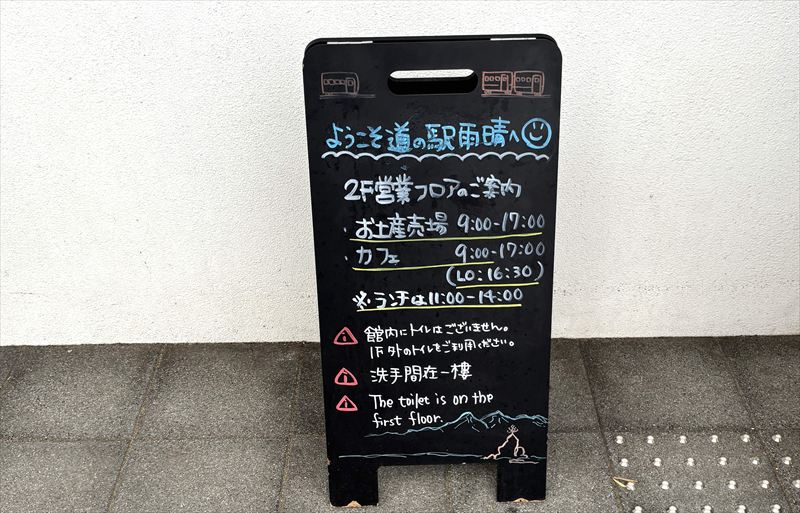 ようこそ道の駅雨晴へ
2F営業フロアのご案内
・お土産売場 9:00-17:00
・カフェ 9:00-17:00
(LO:16:30)
※ランチは11:00-14:00
館内にトイレはございません。
1F外のトイレをご利用ください。
洗手間在一樓
The toilet is on the
first floor.